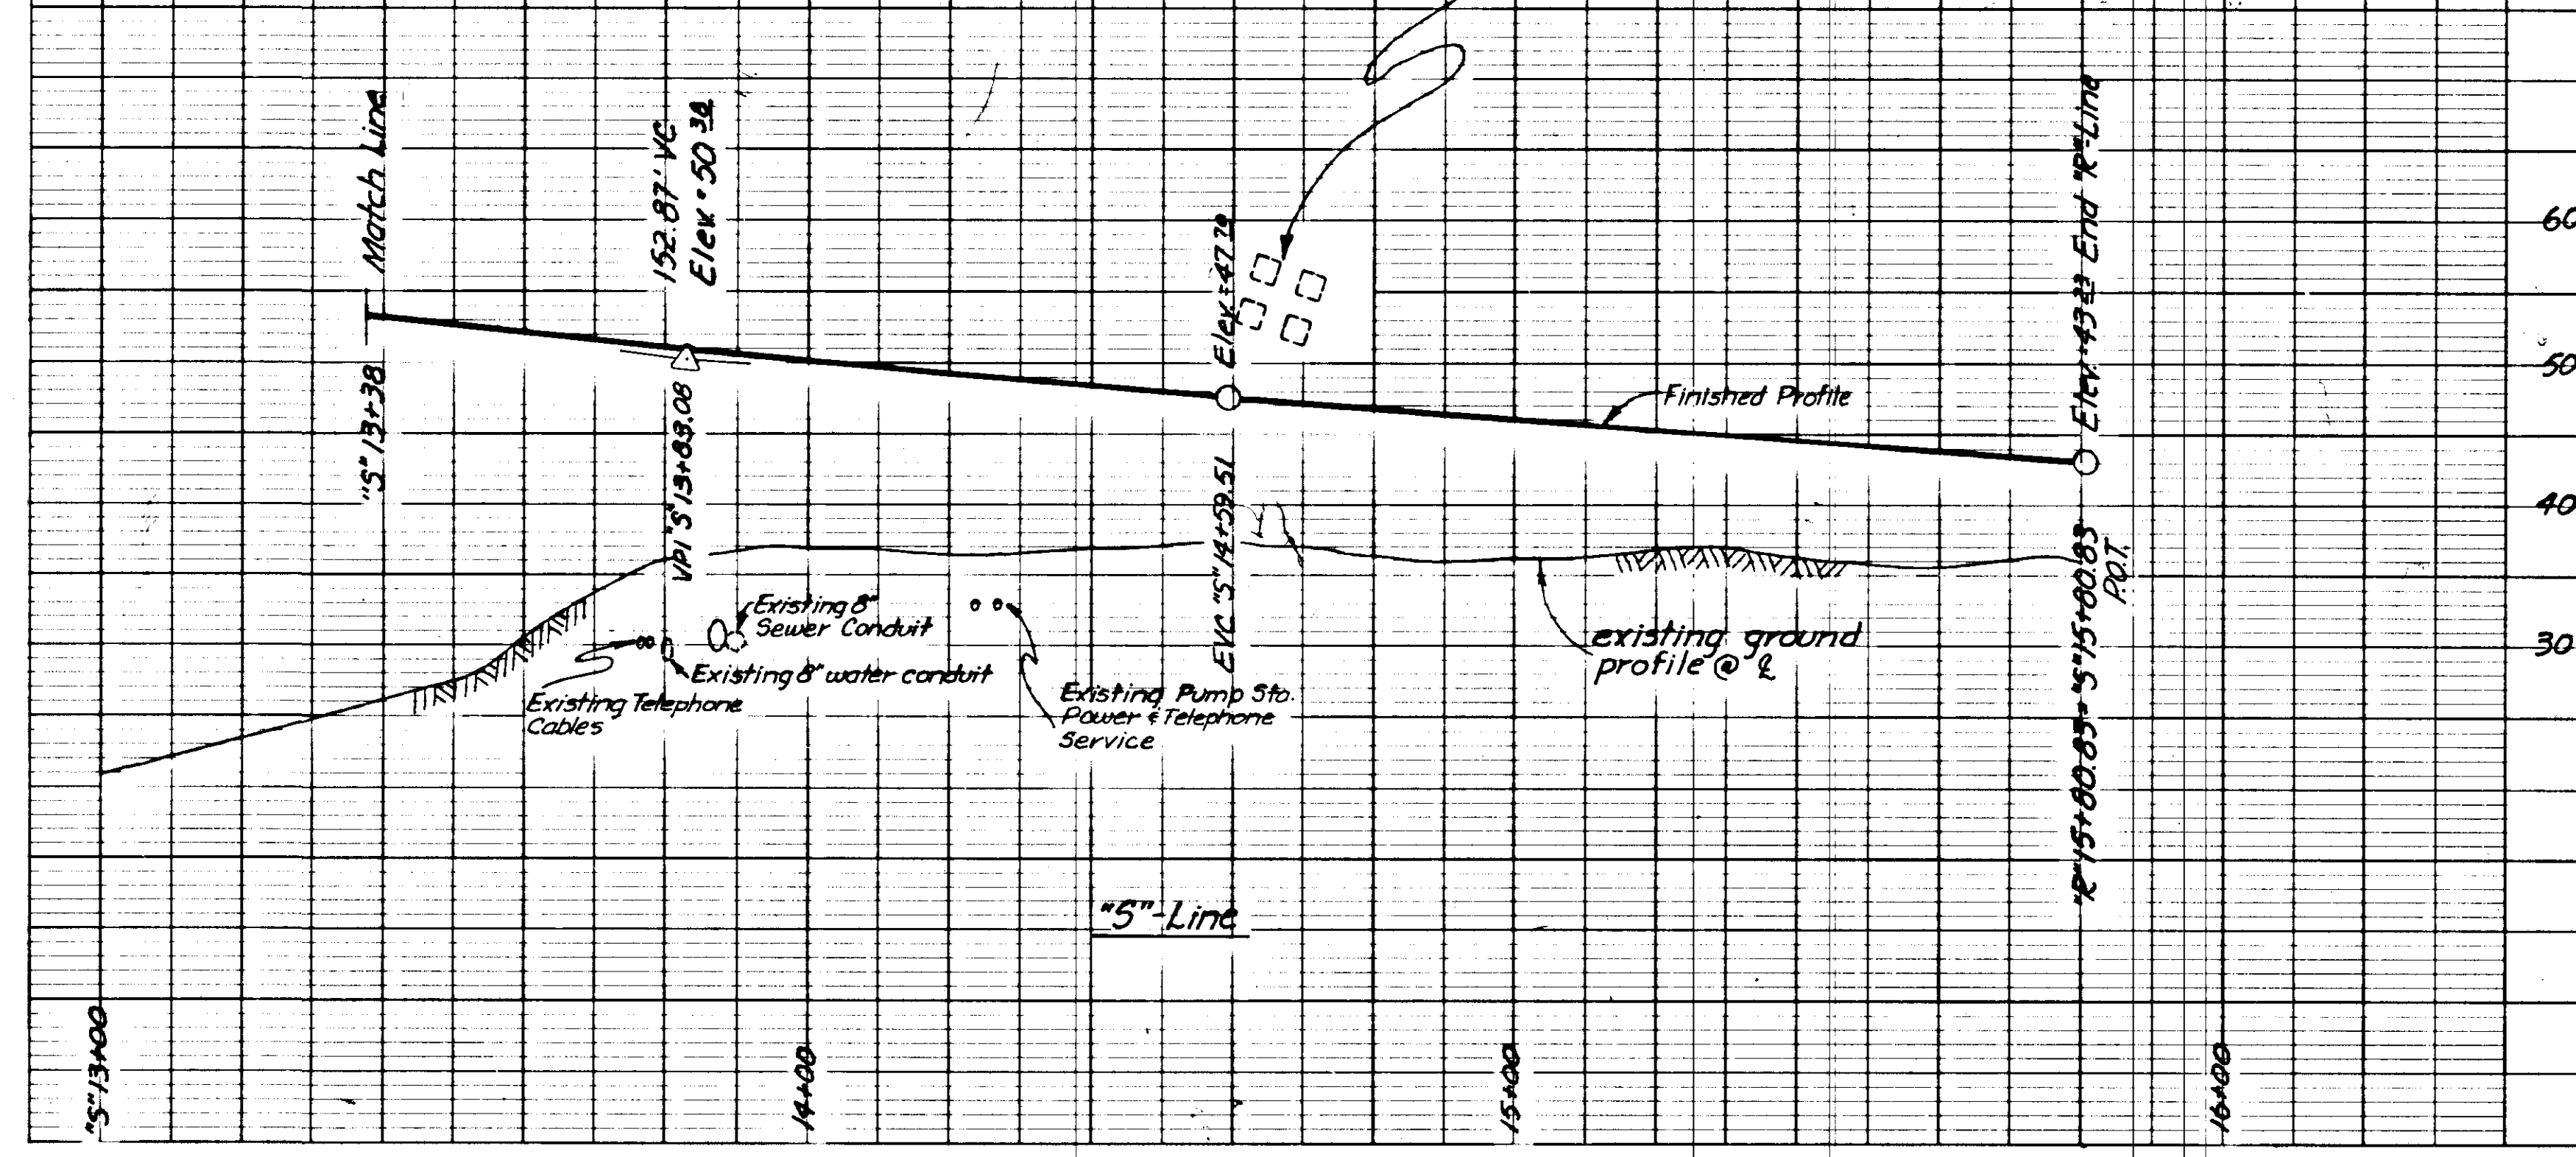 Match Line
"S" 13+38
152.87' VC
Elev. = 50 38
VPI "S" 13+83.08
Elev. = 47 79
EVC "S" 14+59.51
Elev. = 43 23 End "R"-Line
"R" 15+80.83 = "S" 15+80.83
P.O.T.
60
50
40
30
Finished Profile
existing ground
profile @ ℄
Existing 8"
Sewer Conduit
Existing 8" water conduit
Existing Telephone
Cables
Existing Pump Sta.
Power & Telephone
Service
"S"-Line
"S" 13+00
14+00
15+00
16+00